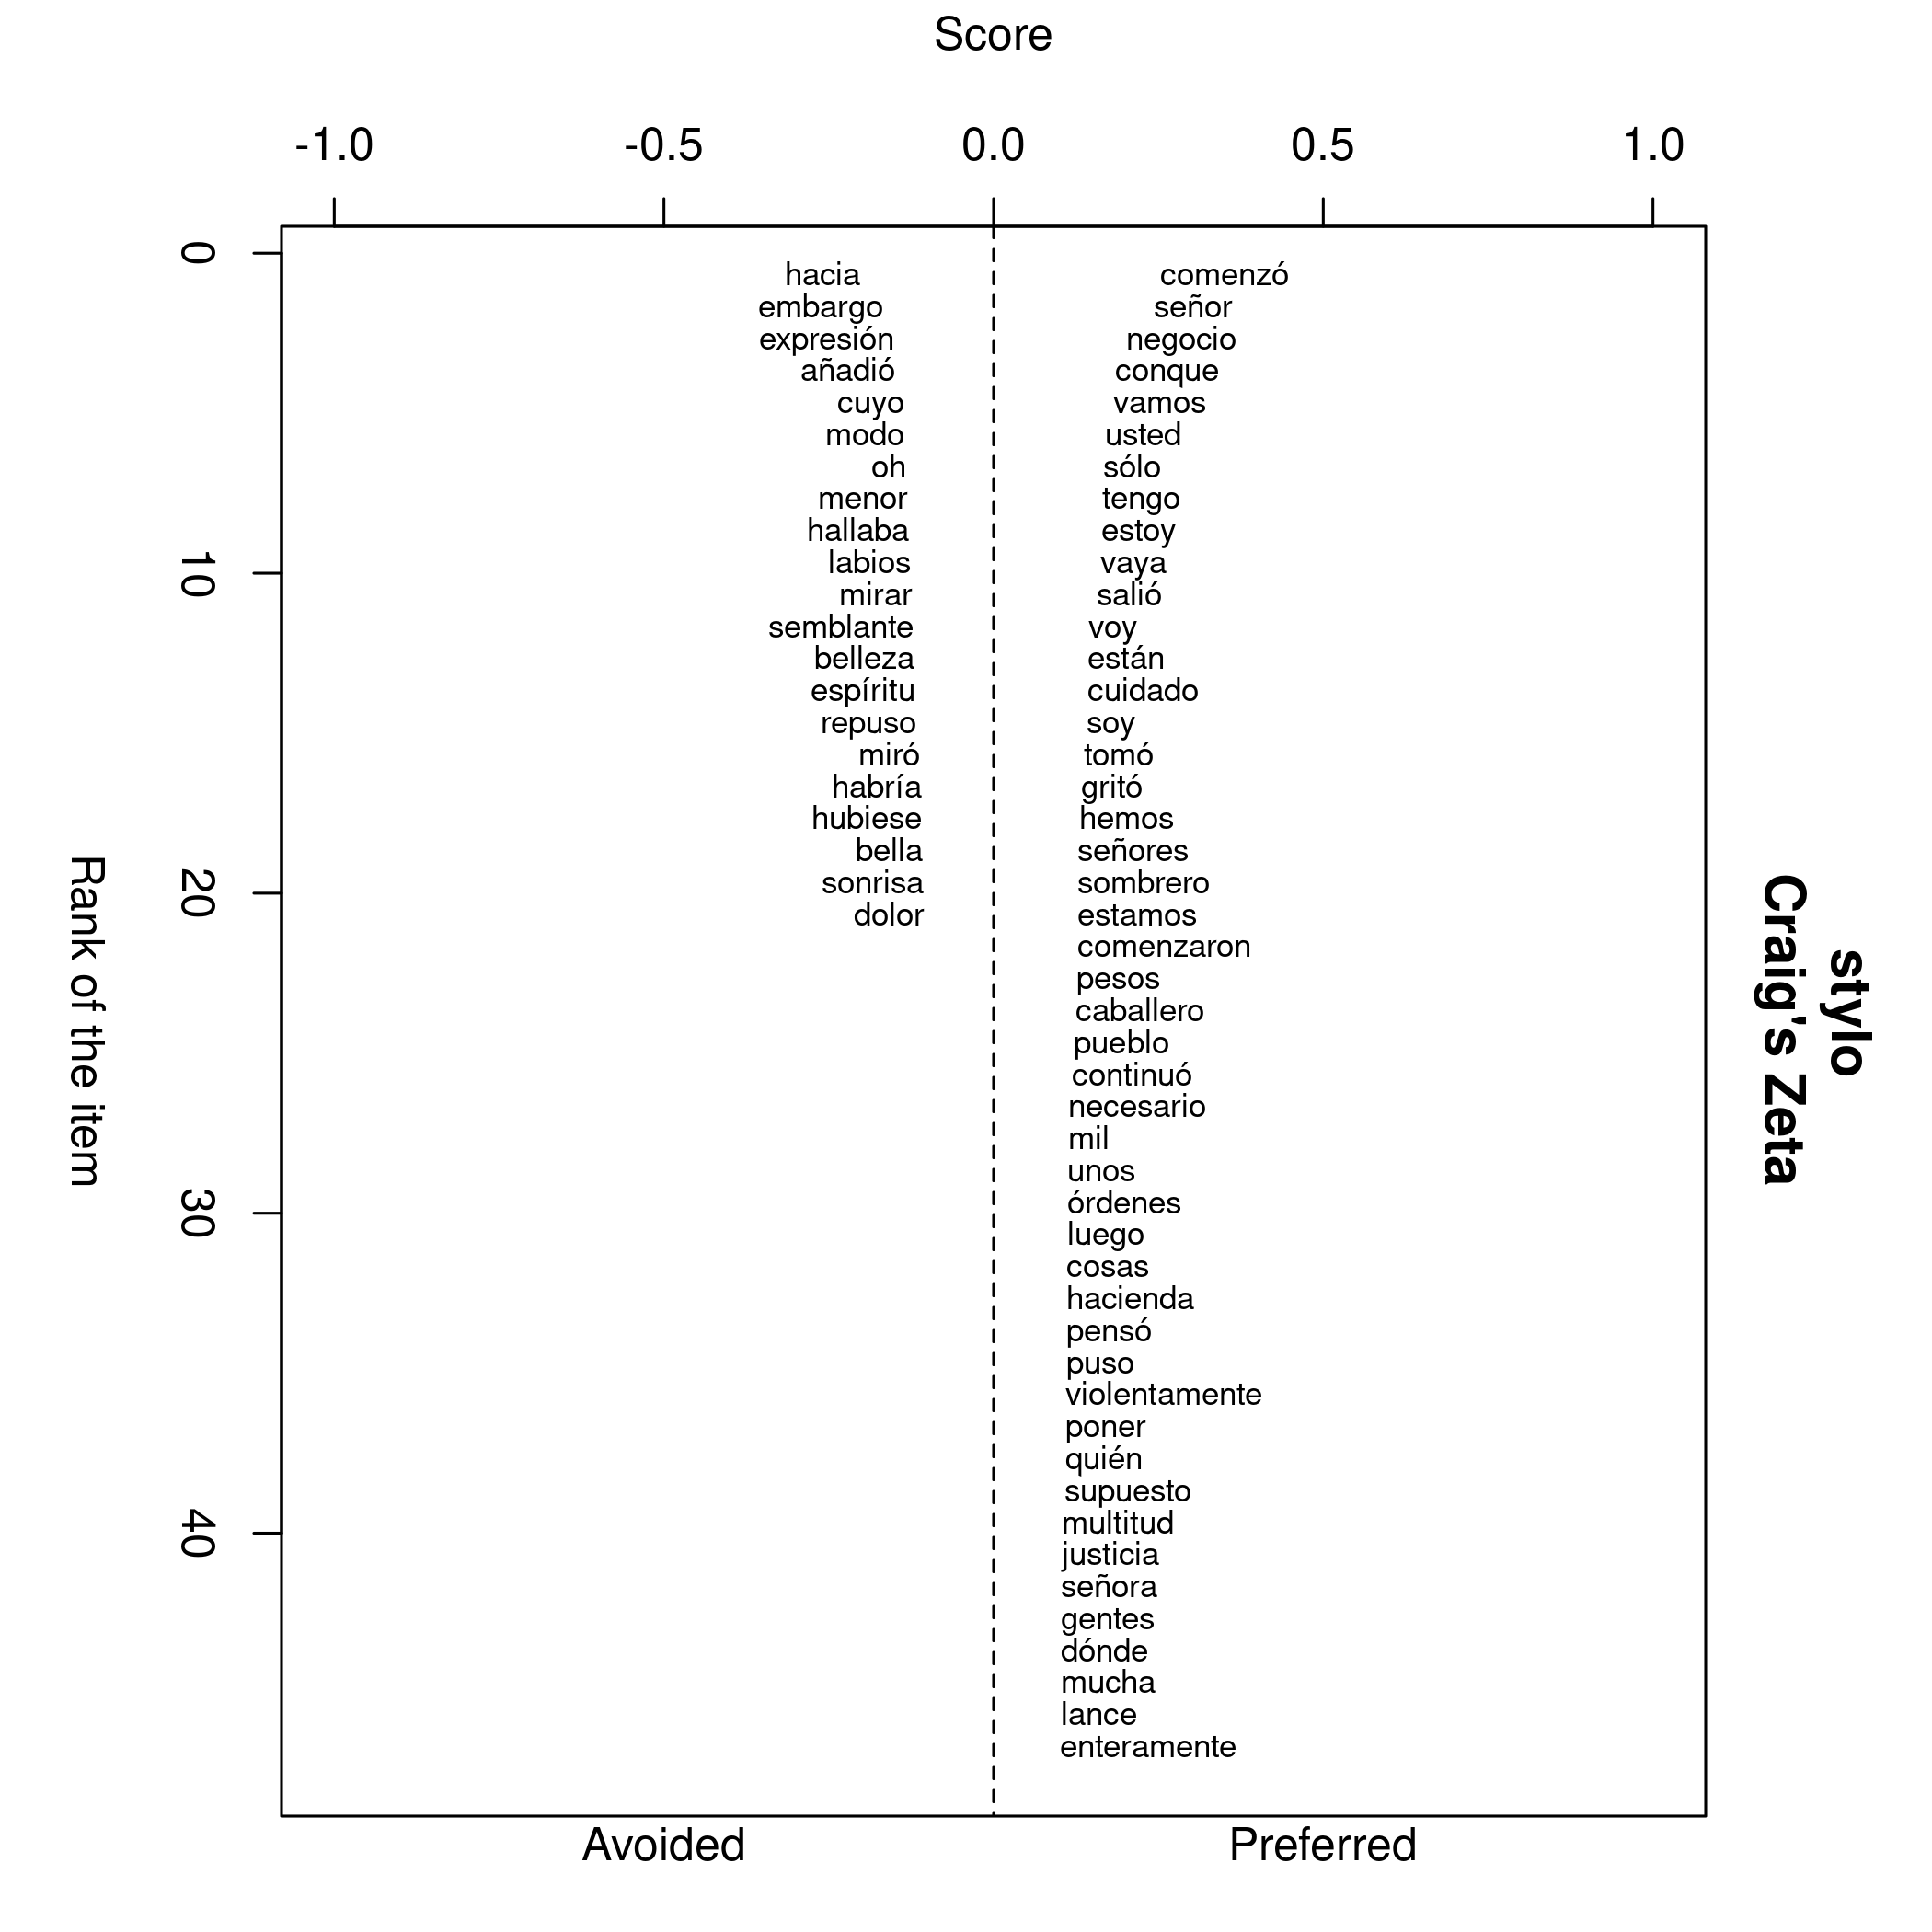 Score
-1.0 -0.5 0.0 0.5 1.0
stylo
Craig's Zeta
Rank of the item
0
10
20
30
40
hacia
embargo
expresión
añadió
cuyo
modo
oh
menor
hallaba
labios
mirar
semblante
belleza
espíritu
repuso
miró
habría
hubiese
bella
sonrisa
dolor
comenzó
señor
negocio
conque
vamos
usted
sólo
tengo
estoy
vaya
salió
voy
están
cuidado
soy
tomó
gritó
hemos
señores
sombrero
estamos
comenzaron
pesos
caballero
pueblo
continuó
necesario
mil
unos
órdenes
luego
cosas
hacienda
pensó
puso
violentamente
poner
quién
supuesto
multitud
justicia
señora
gentes
dónde
mucha
lance
enteramente
Avoided Preferred